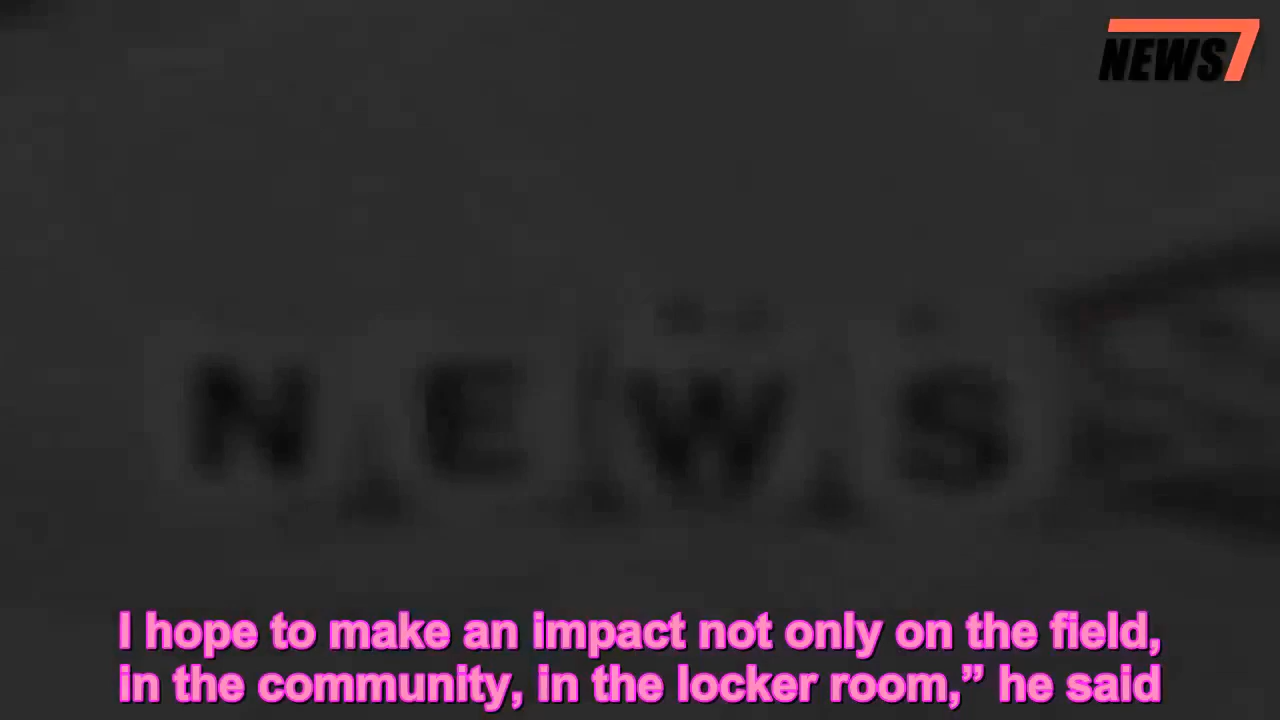 NEWS7
NEWS
I hope to make an impact not only on the field,
in the community, in the locker room,” he said